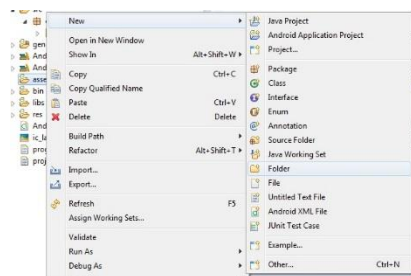 gen
And
And
asse
bin
libs
res
And
ic_la
proj
proj
New
Open in New Window
Show In Alt+Shift+W
Copy Ctrl+C
Copy Qualified Name
Paste Ctrl+V
Delete Delete
Build Path
Refactor Alt+Shift+T
Import...
Export...
Refresh F5
Assign Working Sets...
Validate
Run As
Debug As
Java Project
Android Application Project
Project...
Package
Class
Interface
Enum
Annotation
Source Folder
Java Working Set
Folder
File
Untitled Text File
Android XML File
JUnit Test Case
Example...
Other... Ctrl+N